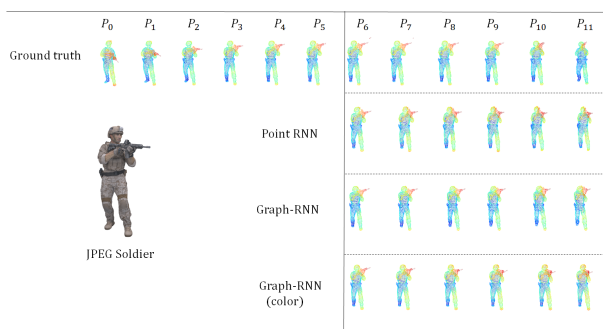 P0 P1 P2 P3 P4 P5 P6 P7 P8 P9 P10 P11
Ground truth
Point RNN
Graph-RNN
JPEG Soldier
Graph-RNN
(color)